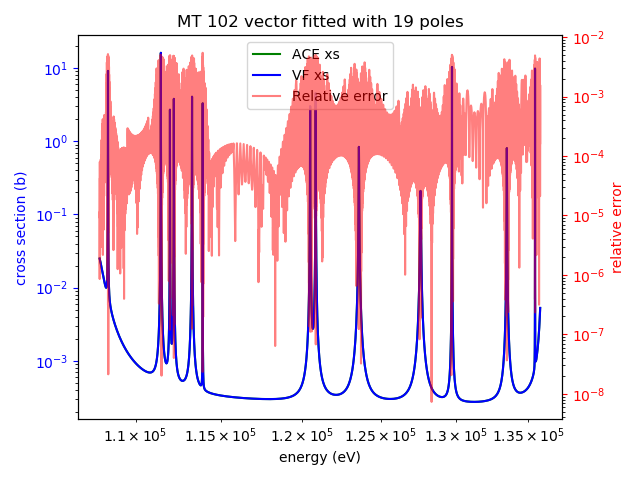 MT 102 vector fitted with 19 poles
ACE xs
VF xs
Relative error
cross section (b)
10¹
10⁰
10⁻¹
10⁻²
10⁻³
relative error
10⁻²
10⁻³
10⁻⁴
10⁻⁵
10⁻⁶
10⁻⁷
10⁻⁸
1.1 × 10⁵ 1.15 × 10⁵ 1.2 × 10⁵ 1.25 × 10⁵ 1.3 × 10⁵ 1.35 × 10⁵
energy (eV)